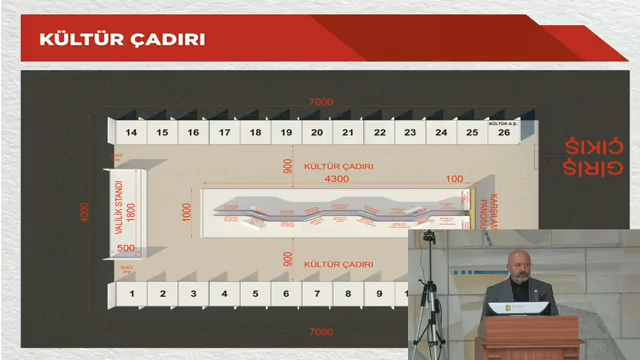 KÜLTÜR ÇADIRI
7000
KÜLTÜR A.Ş.
14 15 16 17 18 19 20 21 22 23 24 25 26
GİRİŞ
ÇIKIŞ
900
KÜLTÜR ÇADIRI
4300 100
4000
VALİLİK STANDI
1800
1000
KARŞILAMA
PANOSU
500
900
KÜLTÜR ÇADIRI
1 2 3 4 5 6 7 8 9
7000